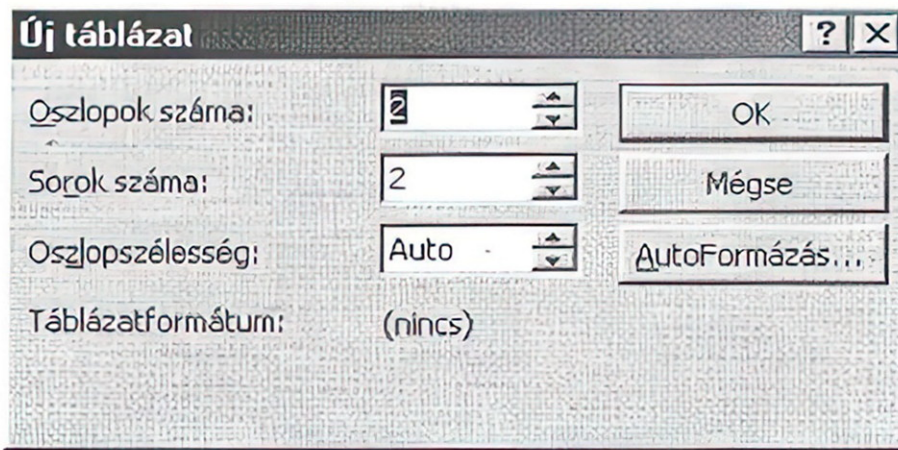 Új táblázat
Oszlopok száma: 2 OK
Sorok száma: 2 Mégse
Oszlopszélesség: Auto AutoFormázás...
Táblázatformátum: (nincs)